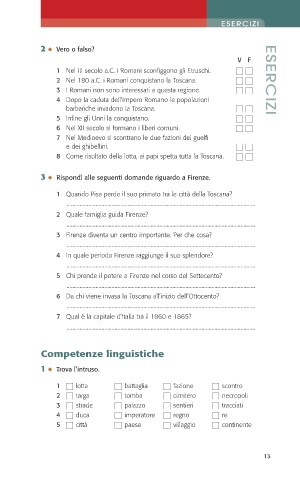 ESERCIZI
ESERCIZI
2 ◆ Vero o falso?
V F
1 Nel III secolo a.C. i Romani sconfiggono gli Etruschi. □ □
2 Nel 180 a.C. i Romani conquistano la Toscana. □ □
3 I Romani non sono interessati a questa regione. □ □
4 Dopo la caduta dell'Impero Romano le popolazioni
barbariche invadono la Toscana. □ □
5 Infine gli Unni la conquistano. □ □
6 Nel XII secolo si formano i liberi comuni. □ □
7 Nel Medioevo si scontrano le due fazioni dei guelfi
e dei ghibellini. □ □
8 Come risultato della lotta, ai papi spetta tutta la Toscana. □ □
3 ◆ Rispondi alle seguenti domande riguardo a Firenze.
1 Quando Pisa perde il suo primato tra le città della Toscana?
2 Quale famiglia guida Firenze?
3 Firenze diventa un centro importante. Per che cosa?
4 In quale periodo Firenze raggiunge il suo splendore?
5 Chi prende il potere a Firenze nel corso del Settecento?
6 Da chi viene invasa la Toscana all'inizio dell'Ottocento?
7 Qual è la capitale d'Italia tra il 1860 e 1865?
Competenze linguistiche
1 ◆ Trova l'intruso.
1 □ lotta □ battaglia □ fazione □ scontro
2 □ targa □ tomba □ cimitero □ necropoli
3 □ strade □ palazzo □ sentieri □ tracciati
4 □ duca □ imperatore □ regno □ re
5 □ città □ paese □ villaggio □ continente
13